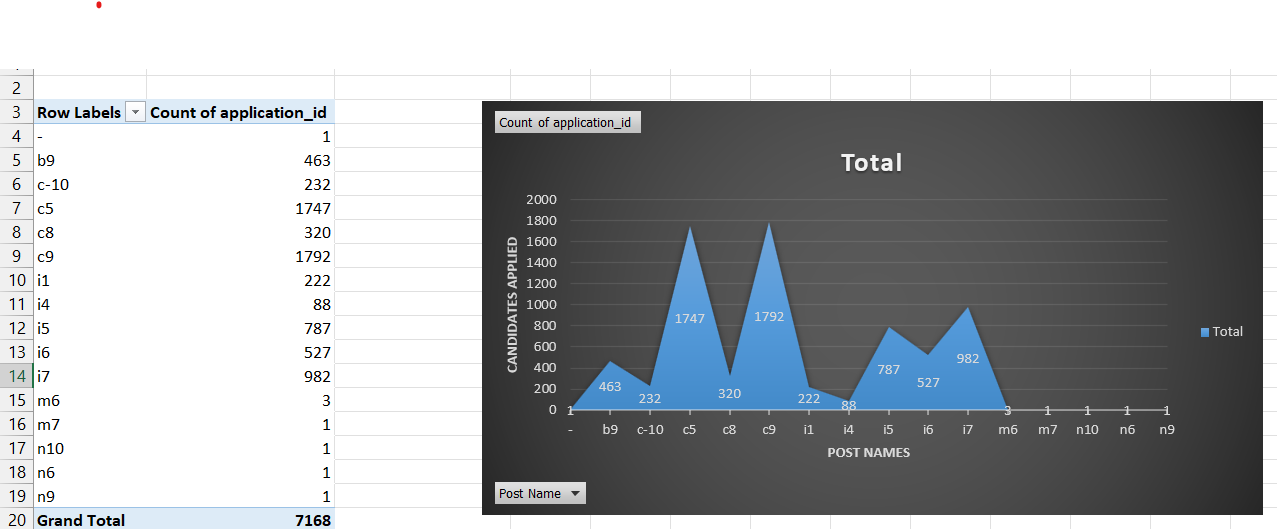 2
3 Row Labels Count of application_id
4 - 1
5 b9 463
6 c-10 232
7 c5 1747
8 c8 320
9 c9 1792
10 i1 222
11 i4 88
12 i5 787
13 i6 527
14 i7 982
15 m6 3
16 m7 1
17 n10 1
18 n6 1
19 n9 1
20 Grand Total 7168
Count of application_id
Total
CANDIDATES APPLIED
2000
1800
1600
1400
1200
1000
800
600
400
200
0
1 463 232 1747 320 1792 222 88 787 527 982 3 1 1 1 1
- b9 c-10 c5 c8 c9 i1 i4 i5 i6 i7 m6 m7 n10 n6 n9
POST NAMES
Total
Post Name